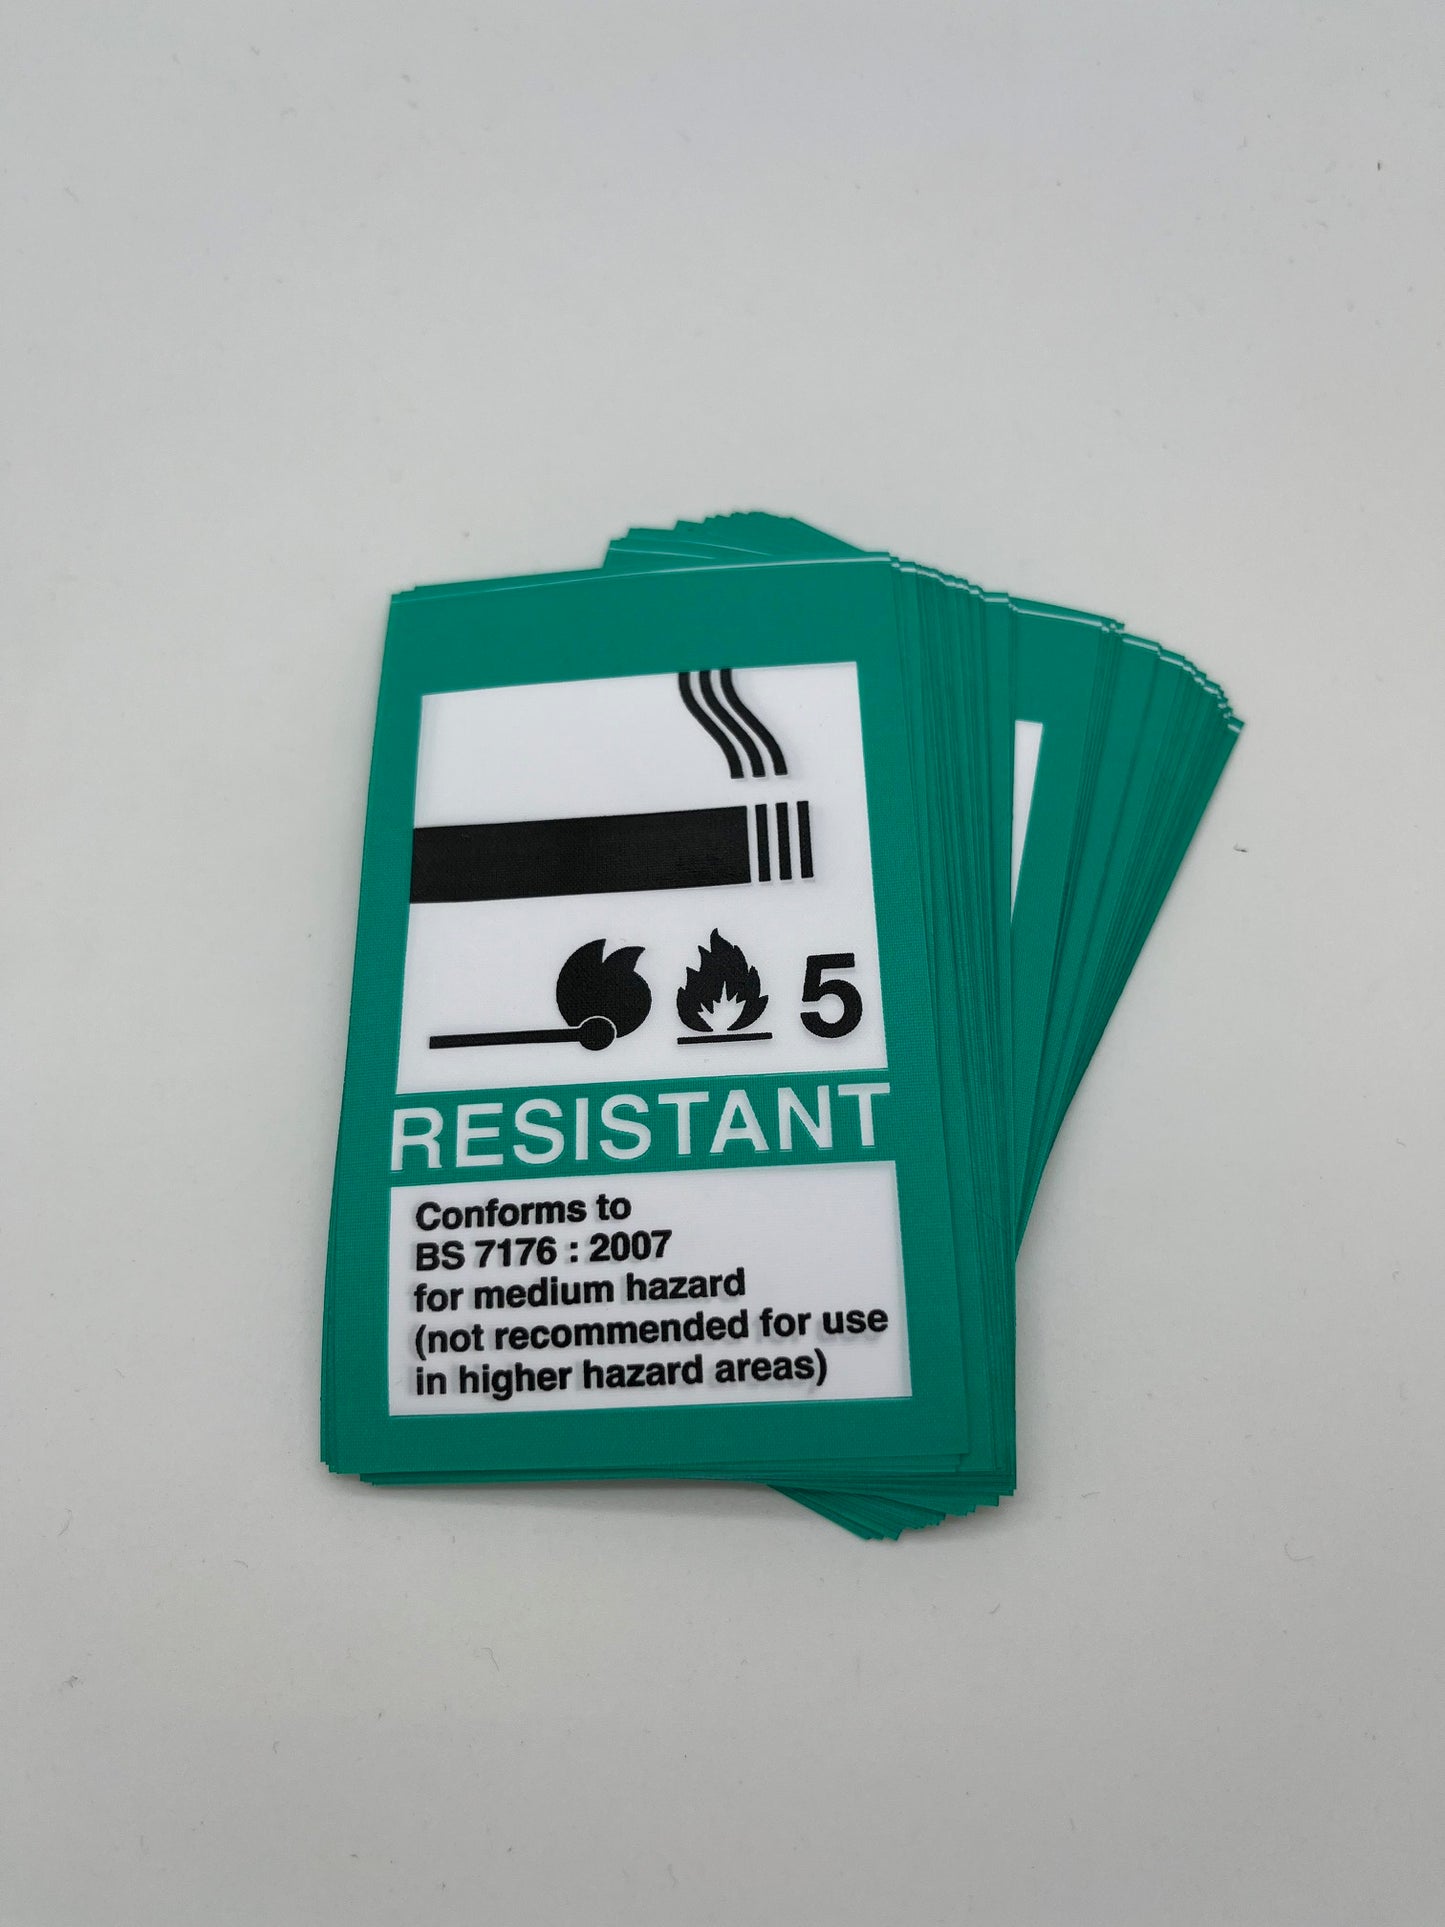 5
RESISTANT
Conforms to
BS 7176 : 2007
for medium hazard
(not recommended for use
in higher hazard areas)